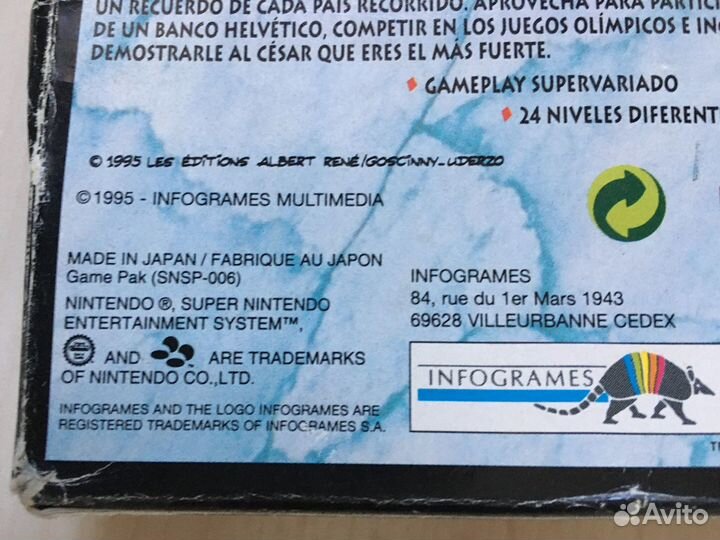 UN RECUERDO DE CADA PAÍS RECORRIDO. APROVECHA PARA
DE UN BANCO HELVÉTICO, COMPETIR EN LOS JUEGOS OLÍMPICOS E
DEMOSTRARLE AL CÉSAR QUE ERES EL MÁS FUERTE.
GAMEPLAY SUPERVARIADO
24 NIVELES
© 1995 LES ÉDITIONS ALBERT RENÉ/GOSCINNY-UDERZO
© 1995 - INFOGRAMES MULTIMEDIA
MADE IN JAPAN / FABRIQUE AU JAPON
Game Pak (SNSP-006)
NINTENDO ®, SUPER NINTENDO
ENTERTAINMENT SYSTEM™,
AND ARE TRADEMARKS
OF NINTENDO CO.,LTD.
INFOGRAMES AND THE LOGO INFOGRAMES ARE
REGISTERED TRADEMARKS OF INFOGRAMES S.A.
INFOGRAMES
84, rue du 1er Mars 1943
69628 VILLEURBANNE CEDEX
INFOGRAMES
Avito